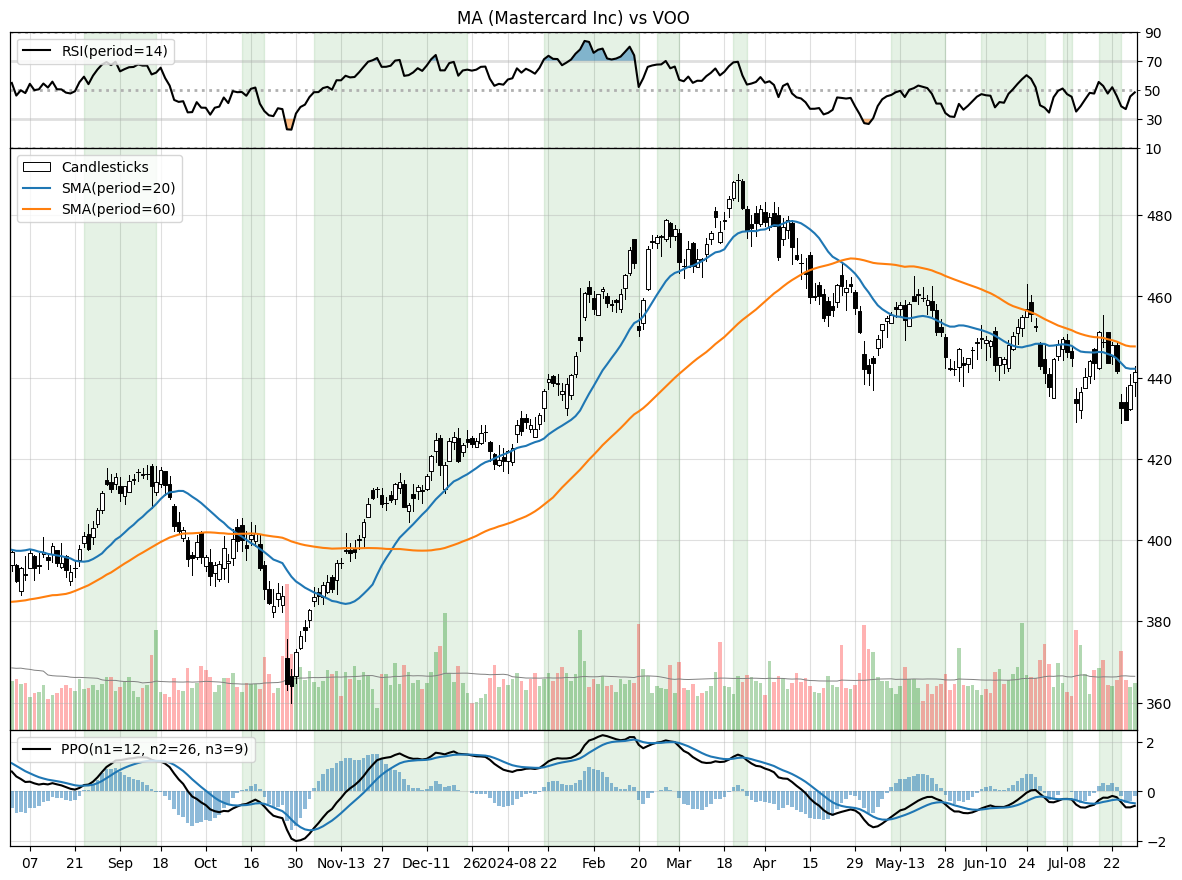 MA (Mastercard Inc) vs VOO
RSI(period=14)
90
70
50
30
10
Candlesticks
SMA(period=20)
SMA(period=60)
480
460
440
420
400
380
360
PPO(n1=12, n2=26, n3=9)
2
0
−2
07 21 Sep 18 Oct 16 30 Nov-13 27 Dec-11 26 2024-08 22 Feb 20 Mar 18 Apr 15 29 May-13 28 Jun-10 24 Jul-08 22